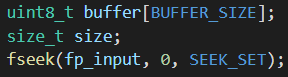 uint8_t buffer[BUFFER_SIZE];
size_t size;
fseek(fp_input, 0, SEEK_SET);